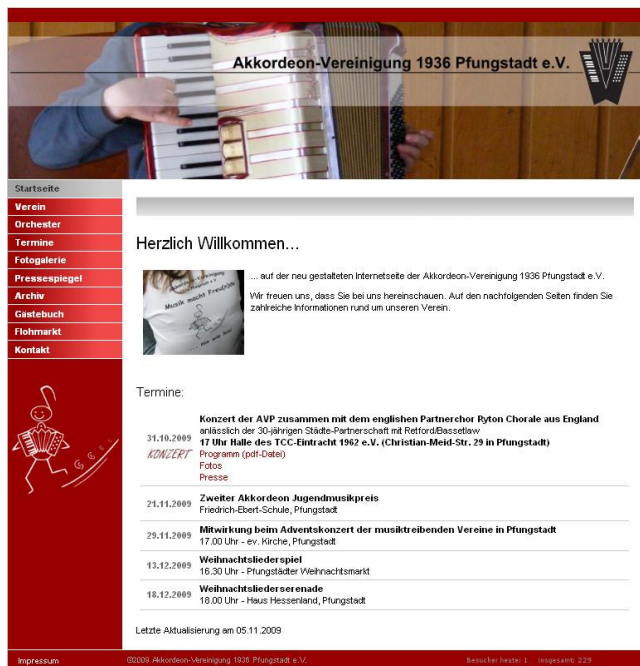 Akkordeon-Vereinigung 1936 Pfungstadt e.V.
Startseite
Verein
Orchester
Termine
Fotogalerie
Pressespiegel
Archiv
Gästebuch
Flohmarkt
Kontakt
Herzlich Willkommen...
... auf der neu gestalteten Internetseite der Akkordeon-Vereinigung 1936 Pfungstadt e.V.
Wir freuen uns, dass Sie bei uns hereinschauen. Auf den nachfolgenden Seiten finden Sie
zahlreiche Informationen rund um unseren Verein.
Musik macht Freu(n)de
Termine:
31.10.2009
KONZERT
Konzert der AVP zusammen mit dem englishen Partnerchor Ryton Chorale aus England
anlässlich der 30-jährigen Städte-Partnerschaft mit Retford/Bassetlaw
17 Uhr Halle des TCC-Eintracht 1962 e.V. (Christian-Meid-Str. 29 in Pfungstadt)
Programm (pdf-Datei)
Fotos
Presse
21.11.2009
Zweiter Akkordeon Jugendmusikpreis
Friedrich-Ebert-Schule, Pfungstadt
29.11.2009
Mitwirkung beim Adventskonzert der musiktreibenden Vereine in Pfungstadt
17.00 Uhr - ev. Kirche, Pfungstadt
13.12.2009
Weihnachtsliederspiel
16.30 Uhr - Pfungstädter Weihnachtsmarkt
18.12.2009
Weihnachtsliederserenade
18.00 Uhr - Haus Hessenland, Pfungstadt
Letzte Aktualisierung am 05.11.2009
Impressum
©2009 Akkordeon-Vereinigung 1936 Pfungstadt e.V.
Besucher heute: 1 insgesamt: 229